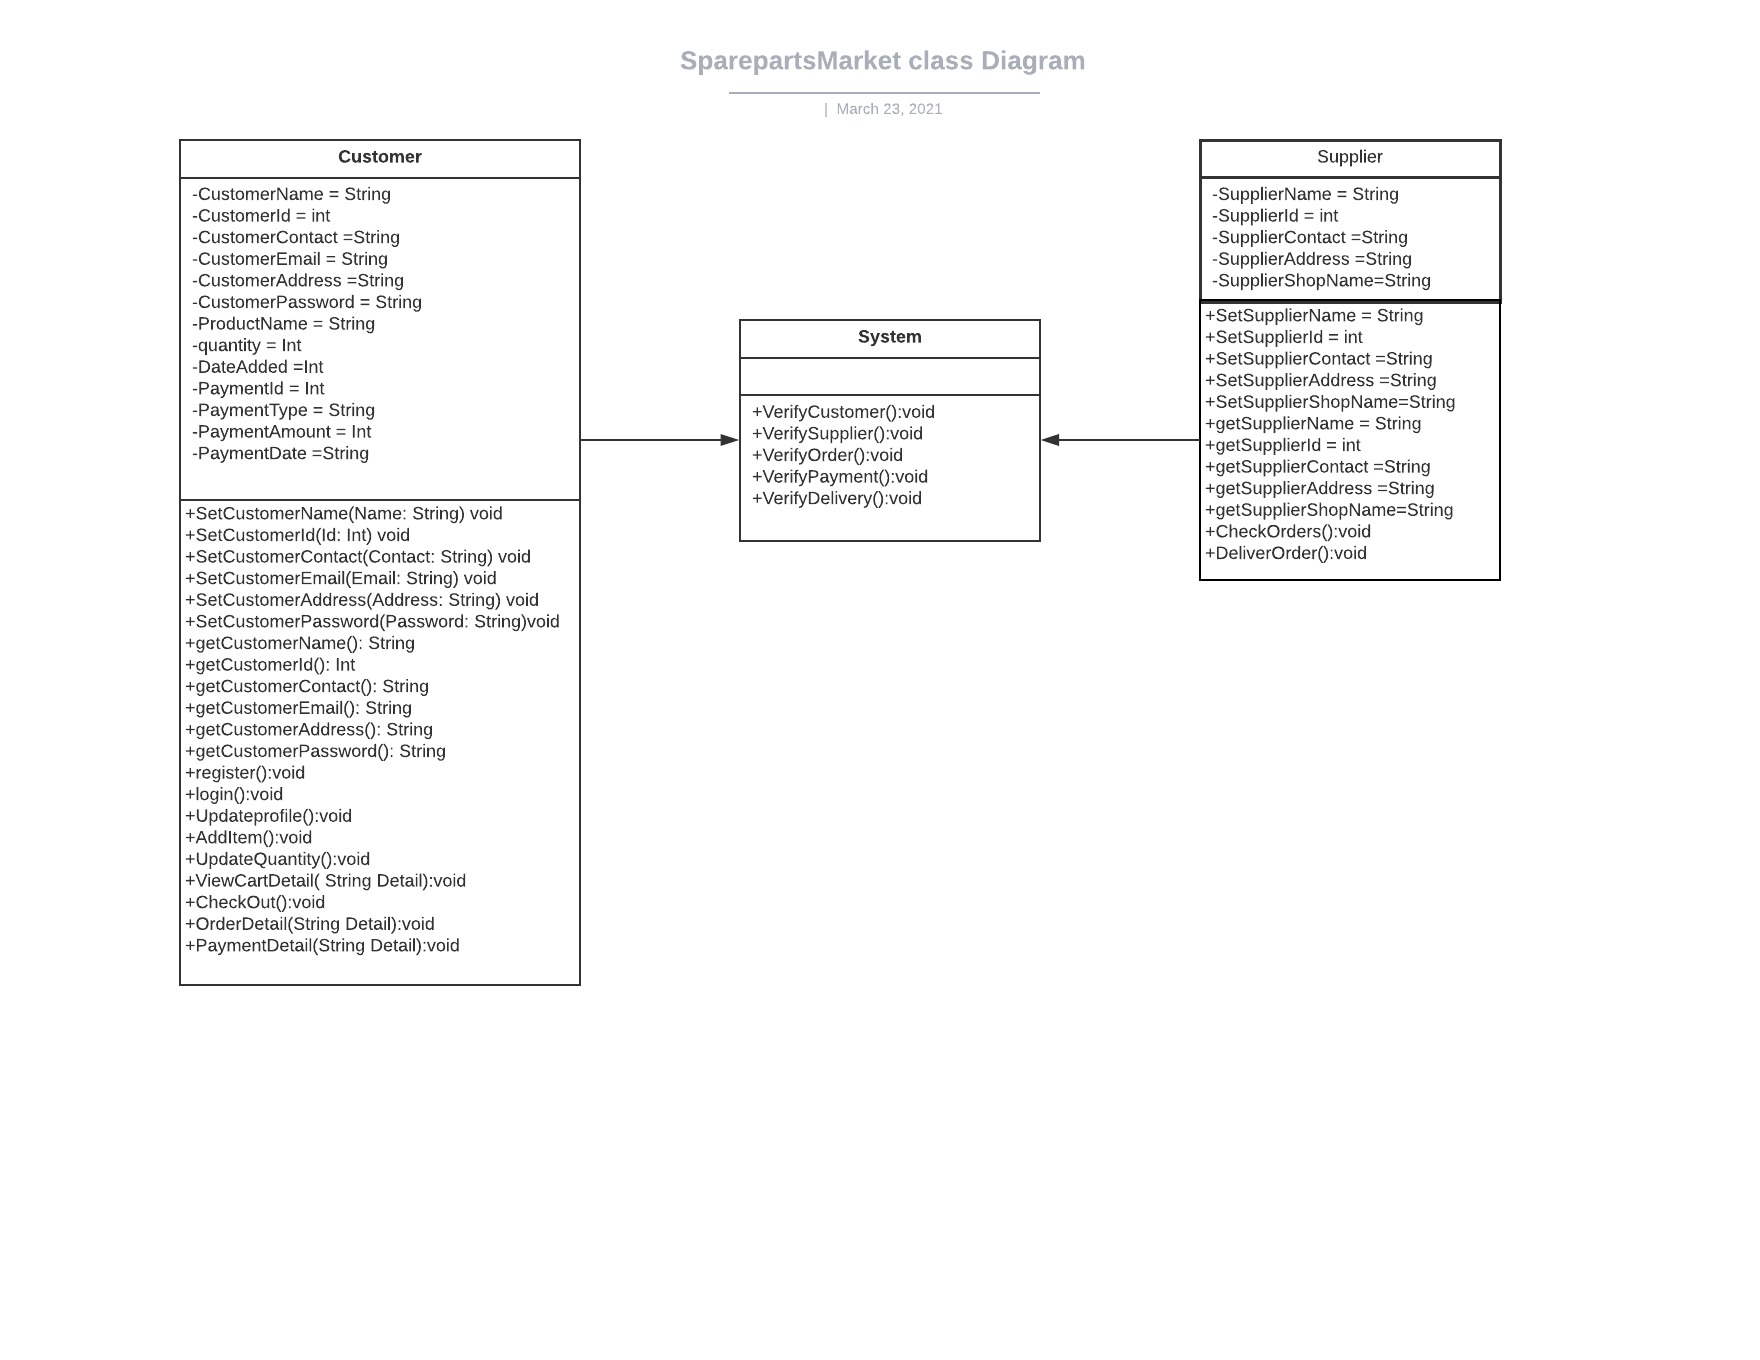 SparepartsMarket class Diagram
| March 23, 2021
Customer
-CustomerName = String
-CustomerId = int
-CustomerContact =String
-CustomerEmail = String
-CustomerAddress =String
-CustomerPassword = String
-ProductName = String
-quantity = Int
-DateAdded =Int
-PaymentId = Int
-PaymentType = String
-PaymentAmount = Int
-PaymentDate =String
+SetCustomerName(Name: String) void
+SetCustomerId(Id: Int) void
+SetCustomerContact(Contact: String) void
+SetCustomerEmail(Email: String) void
+SetCustomerAddress(Address: String) void
+SetCustomerPassword(Password: String)void
+getCustomerName(): String
+getCustomerId(): Int
+getCustomerContact(): String
+getCustomerEmail(): String
+getCustomerAddress(): String
+getCustomerPassword(): String
+register():void
+login():void
+Updateprofile():void
+AddItem():void
+UpdateQuantity():void
+ViewCartDetail( String Detail):void
+CheckOut():void
+OrderDetail(String Detail):void
+PaymentDetail(String Detail):void
System
+VerifyCustomer():void
+VerifySupplier():void
+VerifyOrder():void
+VerifyPayment():void
+VerifyDelivery():void
Supplier
-SupplierName = String
-SupplierId = int
-SupplierContact =String
-SupplierAddress =String
-SupplierShopName=String
+SetSupplierName = String
+SetSupplierId = int
+SetSupplierContact =String
+SetSupplierAddress =String
+SetSupplierShopName=String
+getSupplierName = String
+getSupplierId = int
+getSupplierContact =String
+getSupplierAddress =String
+getSupplierShopName=String
+CheckOrders():void
+DeliverOrder():void